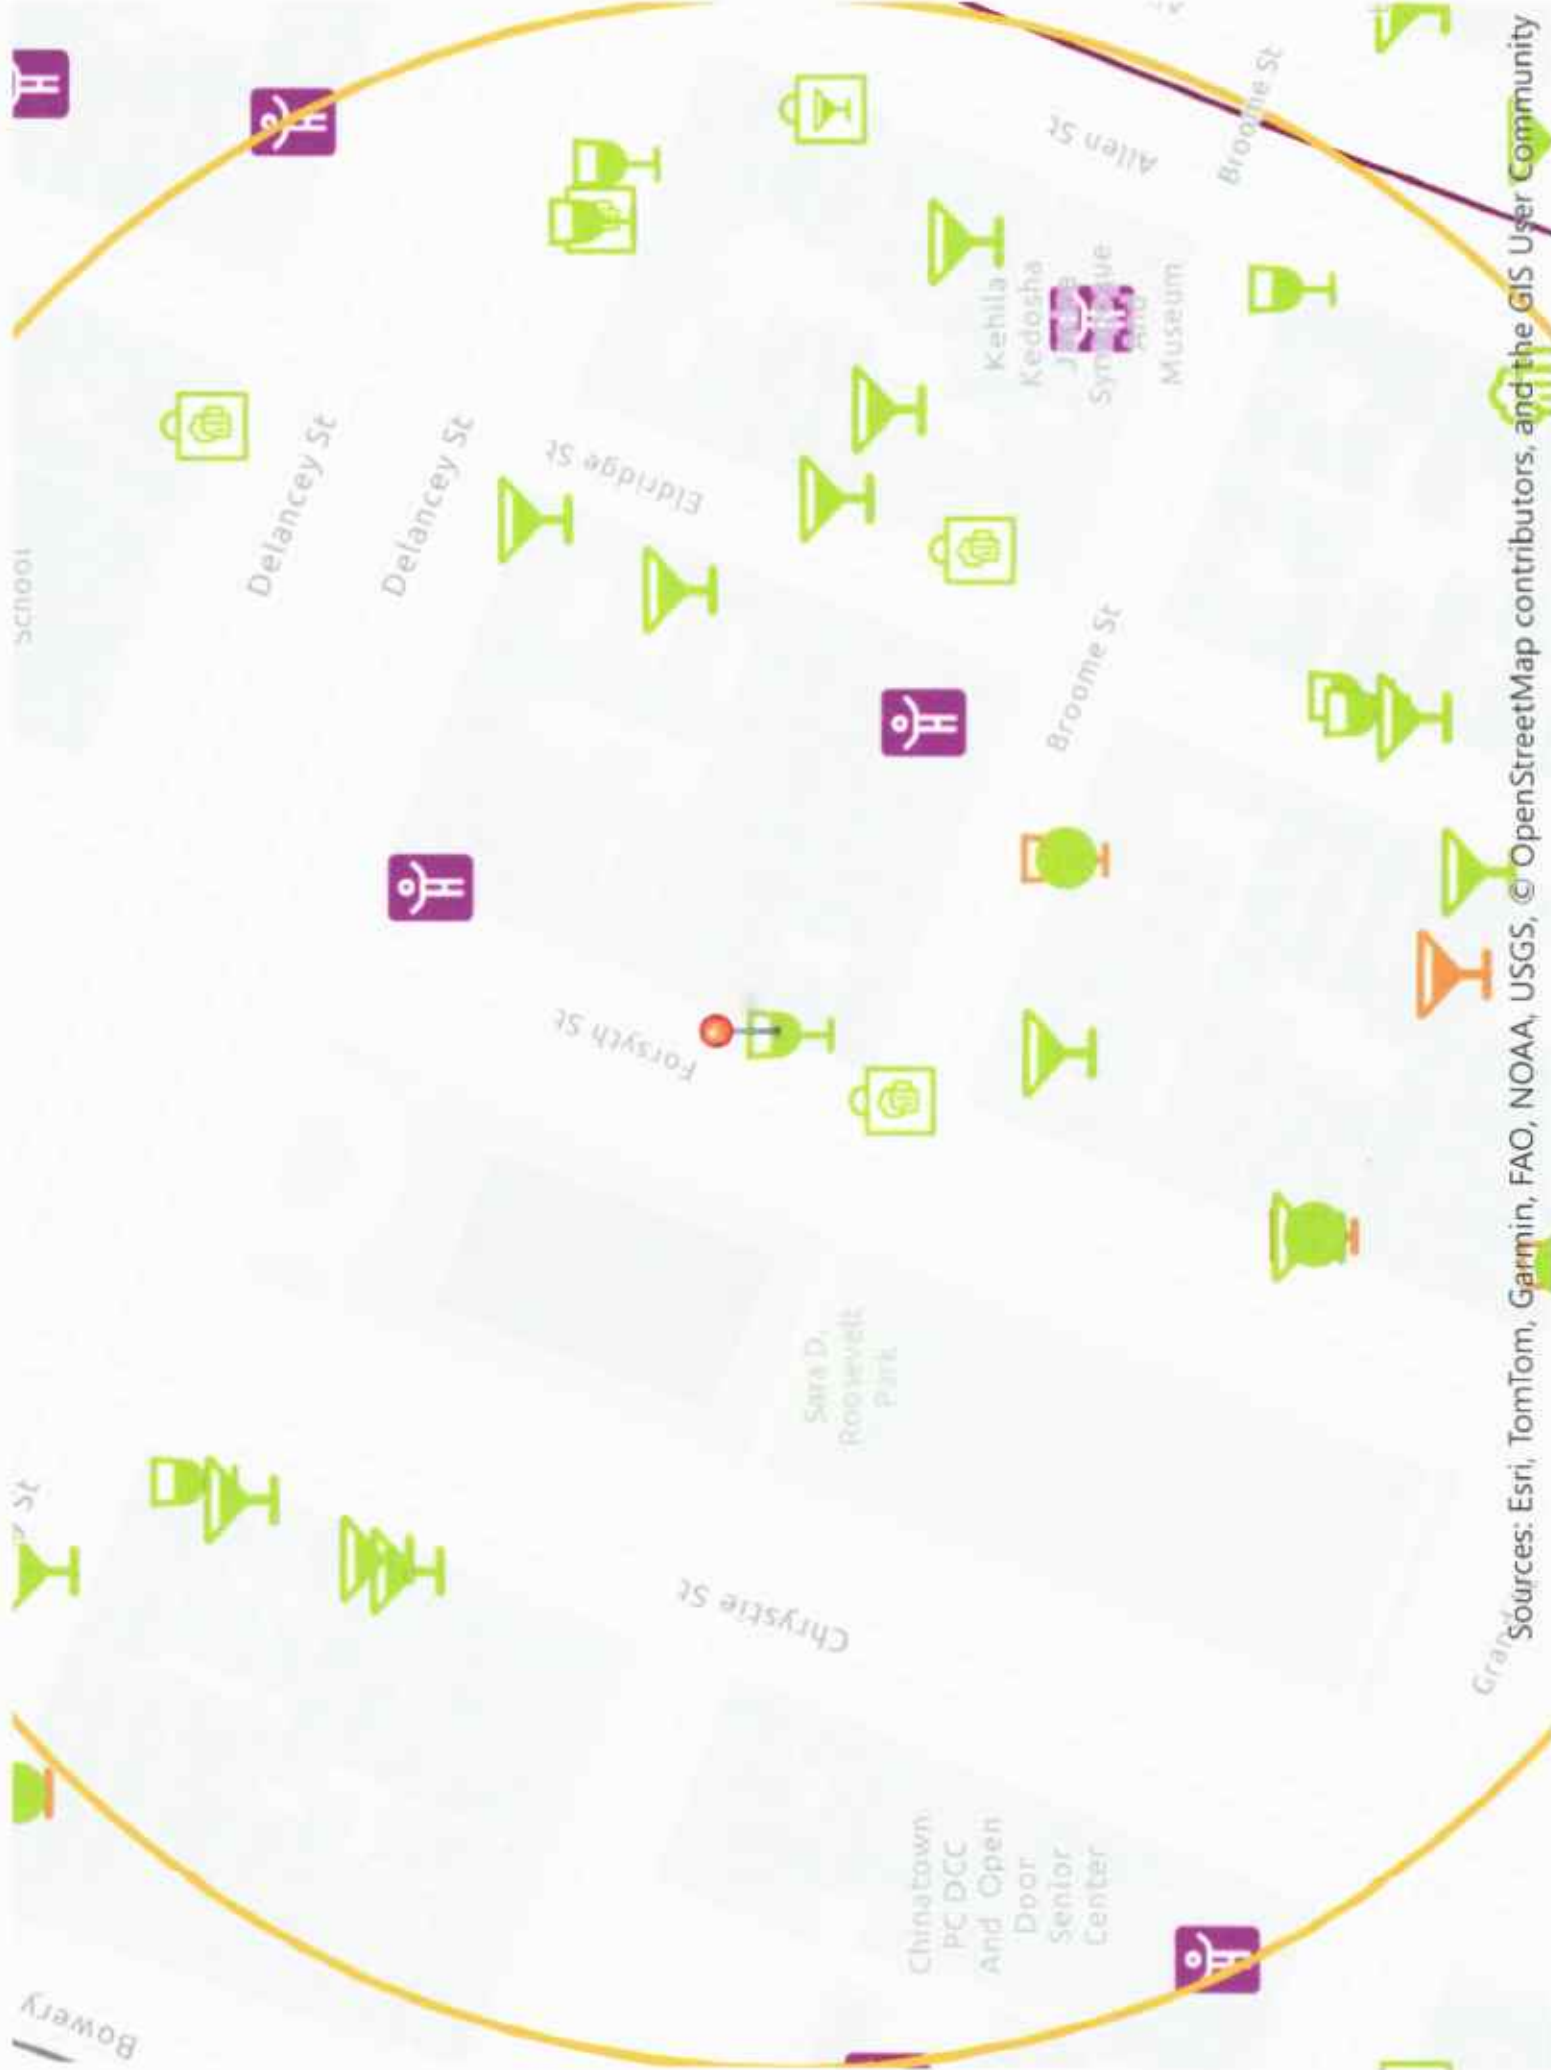 Bowery
St
Delancey St
Delancey St
School
Chrystie St
Forsyth St
Eldridge St
Allen St
Sara D.
Roosevelt
Park
Chinatown
PC DCC
And Open
Door
Senior
Center
Kehila
Kedosha
And
Museum
Broome St
Broome St
Sources: Esri, TomTom, Garmin, FAO, NOAA, USGS, © OpenStreetMap contributors, and the GIS User Community